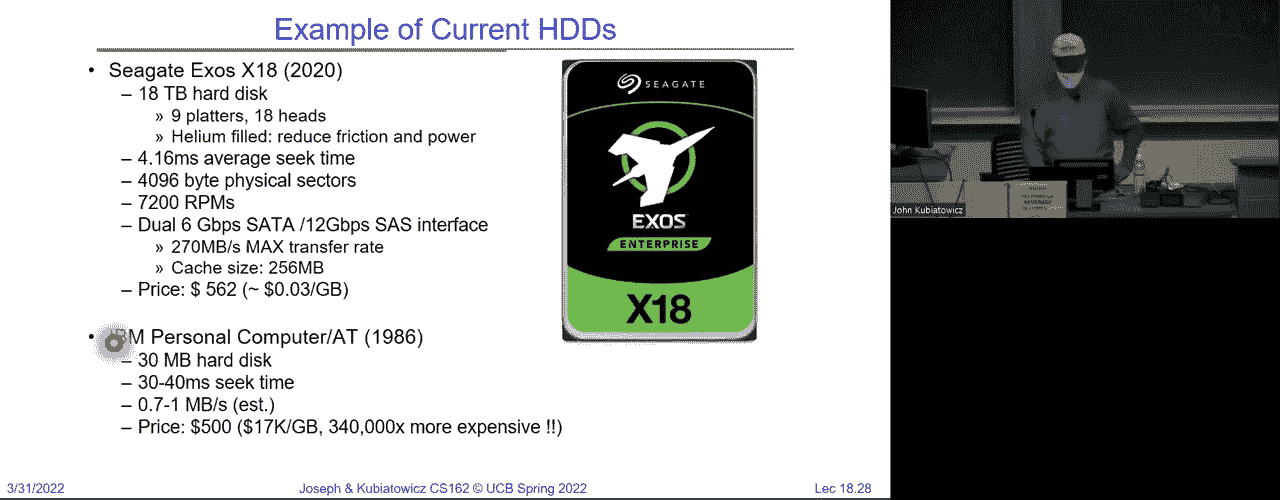 Example of Current HDDs
• Seagate Exos X18 (2020)
– 18 TB hard disk
» 9 platters, 18 heads
» Helium filled: reduce friction and power
– 4.16ms average seek time
– 4096 byte physical sectors
– 7200 RPMs
– Dual 6 Gbps SATA /12Gbps SAS interface
» 270MB/s MAX transfer rate
» Cache size: 256MB
– Price: $ 562 (~ $0.03/GB)
• IBM Personal Computer/AT (1986)
– 30 MB hard disk
– 30-40ms seek time
– 0.7-1 MB/s (est.)
– Price: $500 ($17K/GB, 340,000x more expensive !!)
SEAGATE
EXOS
ENTERPRISE
X18
John Kubiatowicz
3/31/2022
Joseph & Kubiatowicz CS162 © UCB Spring 2022
Lec 18.28